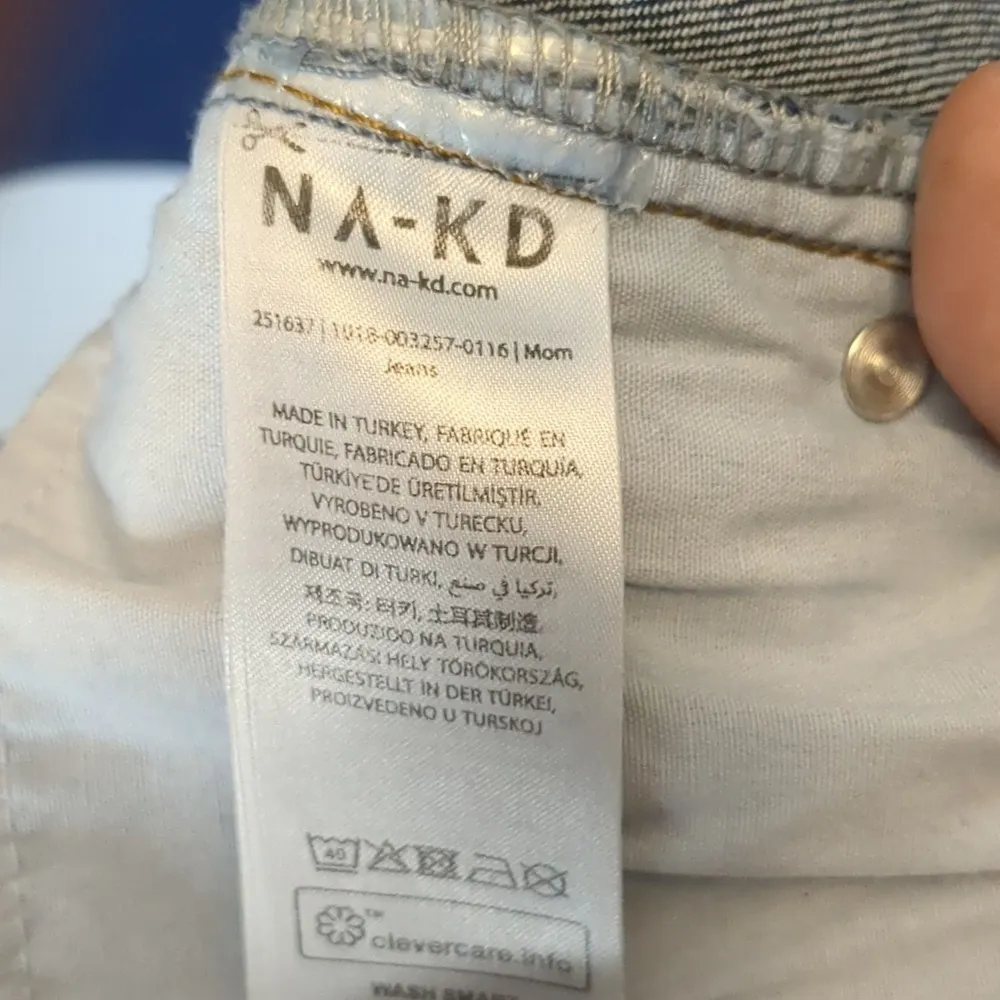 NA-KD
www.na-kd.com
251637 | 1018-003257-0116 | Mom
Jeans
MADE IN TURKEY, FABRIQUÉ EN
TURQUIE, FABRICADO EN TURQUÍA,
TÜRKİYE'DE ÜRETİLMİŞTİR,
VYROBENO V TURECKU,
WYPRODUKOWANO W TURCJI,
DIBUAT DI TURKI, تركيا في صنع,
제조국: 터키, 土耳其制造
PRODUZIDO NA TURQUIA,
SZÁRMAZÁSI HELY TÖRÖKORSZÁG,
HERGESTELLT IN DER TÜRKEI,
PROIZVEDENO U TURSKOJ
40
™
clevercare.info
WASH SMART